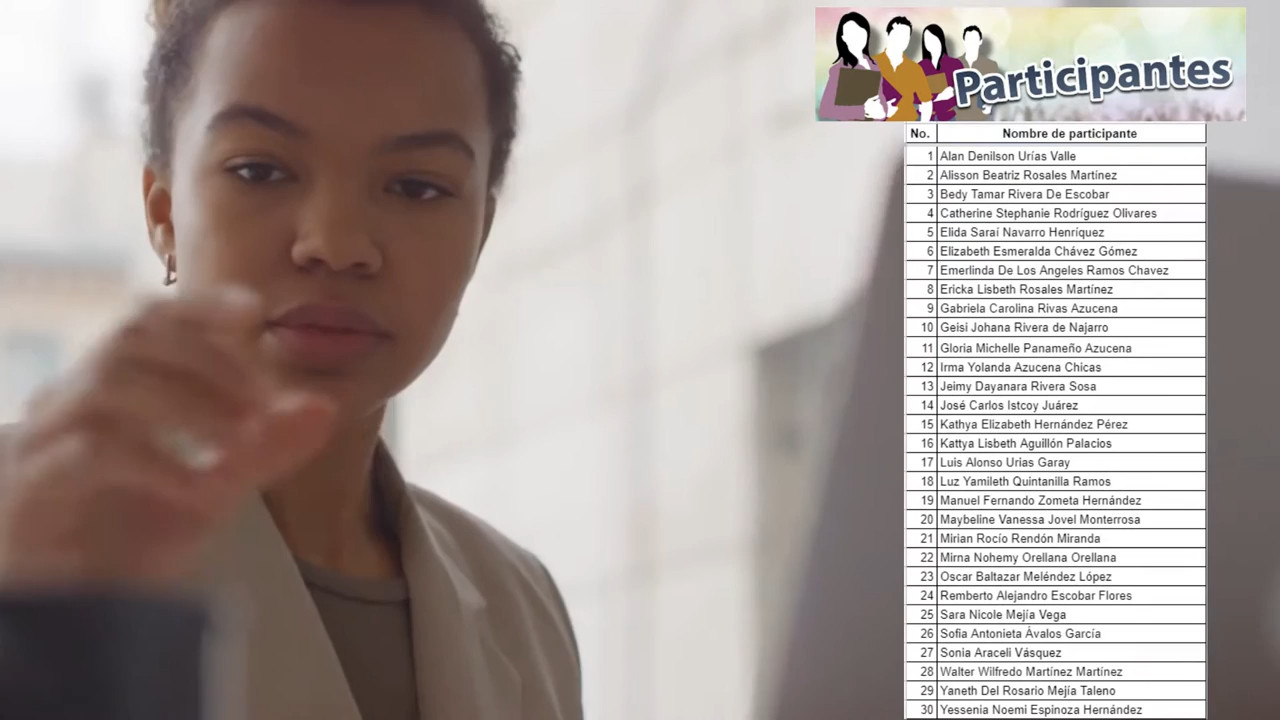 Participantes
No. Nombre de participante
1 Alan Denilson Urías Valle
2 Alisson Beatriz Rosales Martínez
3 Bedy Tamar Rivera De Escobar
4 Catherine Stephanie Rodríguez Olivares
5 Elida Saraí Navarro Henríquez
6 Elizabeth Esmeralda Chávez Gómez
7 Emerlinda De Los Angeles Ramos Chavez
8 Ericka Lisbeth Rosales Martínez
9 Gabriela Carolina Rivas Azucena
10 Geisi Johana Rivera de Najarro
11 Gloria Michelle Panameño Azucena
12 Irma Yolanda Azucena Chicas
13 Jeimy Dayanara Rivera Sosa
14 José Carlos Istcoy Juárez
15 Kathya Elizabeth Hernández Pérez
16 Kattya Lisbeth Aguillón Palacios
17 Luis Alonso Urias Garay
18 Luz Yamileth Quintanilla Ramos
19 Manuel Fernando Zometa Hernández
20 Maybeline Vanessa Jovel Monterrosa
21 Mirian Rocío Rendón Miranda
22 Mirna Nohemy Orellana Orellana
23 Oscar Baltazar Meléndez López
24 Remberto Alejandro Escobar Flores
25 Sara Nicole Mejía Vega
26 Sofia Antonieta Ávalos García
27 Sonia Araceli Vásquez
28 Walter Wilfredo Martínez Martínez
29 Yaneth Del Rosario Mejía Taleno
30 Yessenia Noemi Espinoza Hernández